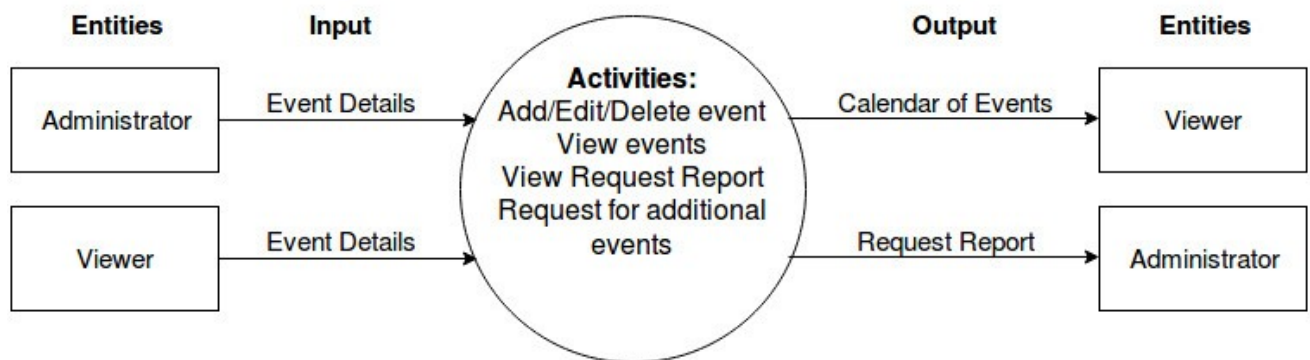 Entities
Input
Output
Entities
Activities:
Add/Edit/Delete event
View events
View Request Report
Request for additional
events
Administrator
Event Details
Calendar of Events
Viewer
Viewer
Event Details
Request Report
Administrator